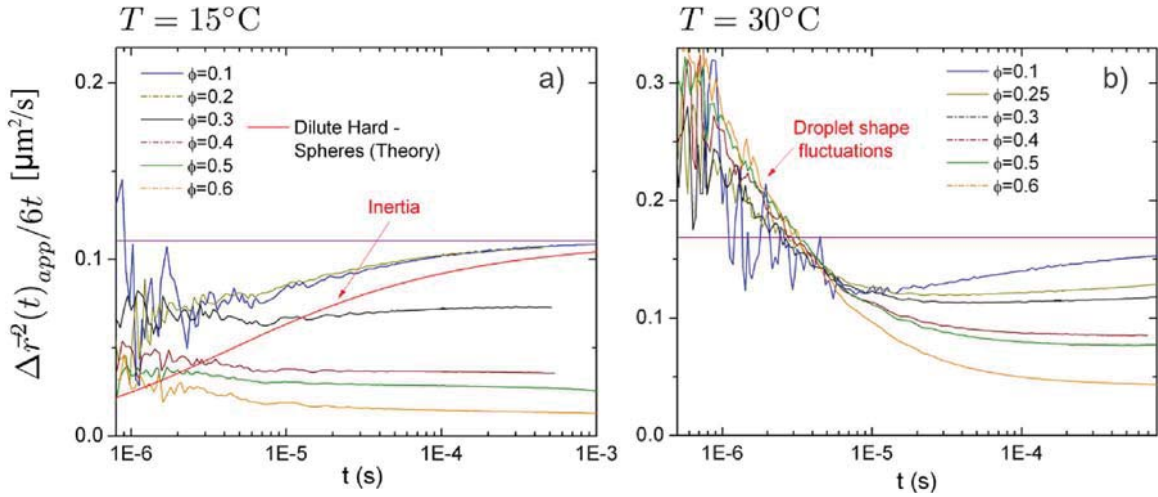 T = 15°C
T = 30°C
Δr²(t)app/6t [µm²/s]
0.2
0.1
0.0
ϕ=0.1
ϕ=0.2
ϕ=0.3
ϕ=0.4
ϕ=0.5
ϕ=0.6
Dilute Hard -
Spheres (Theory)
Inertia
a)
1E-6
1E-5
1E-4
1E-3
t (s)
0.3
0.2
0.1
0.0
b)
Droplet shape
fluctuations
ϕ=0.1
ϕ=0.25
ϕ=0.3
ϕ=0.4
ϕ=0.5
ϕ=0.6
1E-6
1E-5
1E-4
t (s)